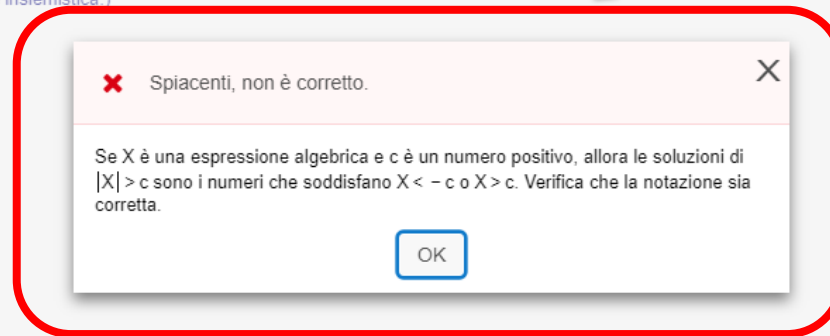 insiemistica.)
Spiacenti, non è corretto.
X
Se X è una espressione algebrica e c è un numero positivo, allora le soluzioni di
|X| > c sono i numeri che soddisfano X < − c o X > c. Verifica che la notazione sia
corretta.
OK